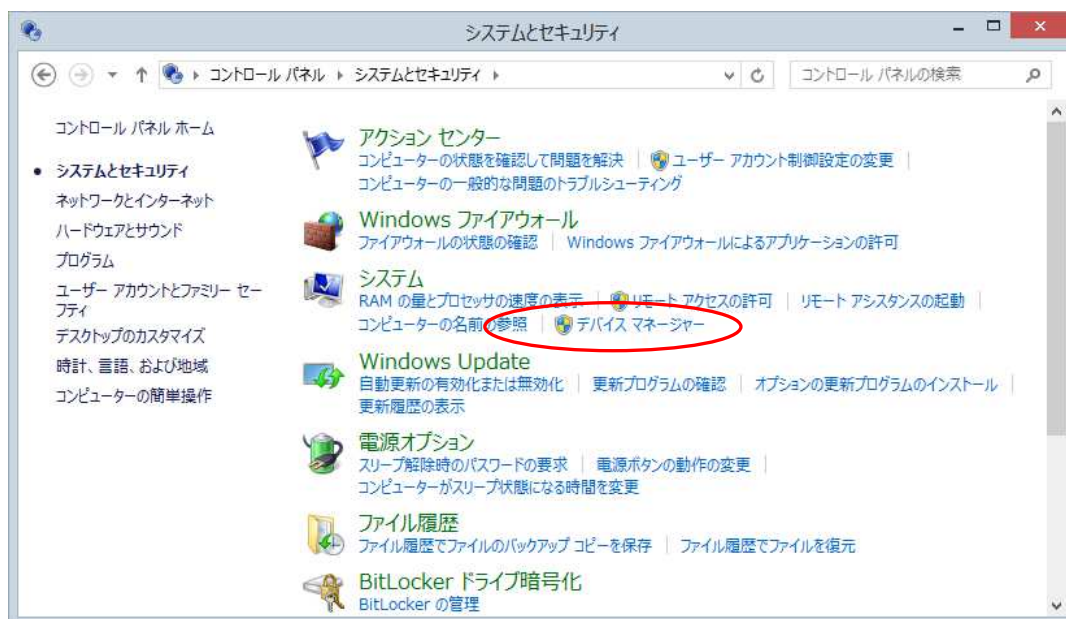 システムとセキュリティ
コントロール パネル システムとセキュリティ
コントロール パネルの検索
コントロール パネル ホーム
システムとセキュリティ
ネットワークとインターネット
ハードウェアとサウンド
プログラム
ユーザー アカウントとファミリー セー
フティ
デスクトップのカスタマイズ
時計、言語、および地域
コンピューターの簡単操作
アクション センター
コンピューターの状態を確認して問題を解決 ユーザー アカウント制御設定の変更
コンピューターの一般的な問題のトラブルシューティング
Windows ファイアウォール
ファイアウォールの状態の確認 Windows ファイアウォールによるアプリケーションの許可
システム
RAM の量とプロセッサの速度の表示 リモート アクセスの許可 リモート アシスタンスの起動
コンピューターの名前の参照 デバイス マネージャー
Windows Update
自動更新の有効化または無効化 更新プログラムの確認 オプションの更新プログラムのインストール
更新履歴の表示
電源オプション
スリープ解除時のパスワードの要求 電源ボタンの動作の変更
コンピューターがスリープ状態になる時間を変更
ファイル履歴
ファイル履歴でファイルのバックアップ コピーを保存 ファイル履歴でファイルを復元
BitLocker ドライブ暗号化
BitLocker の管理